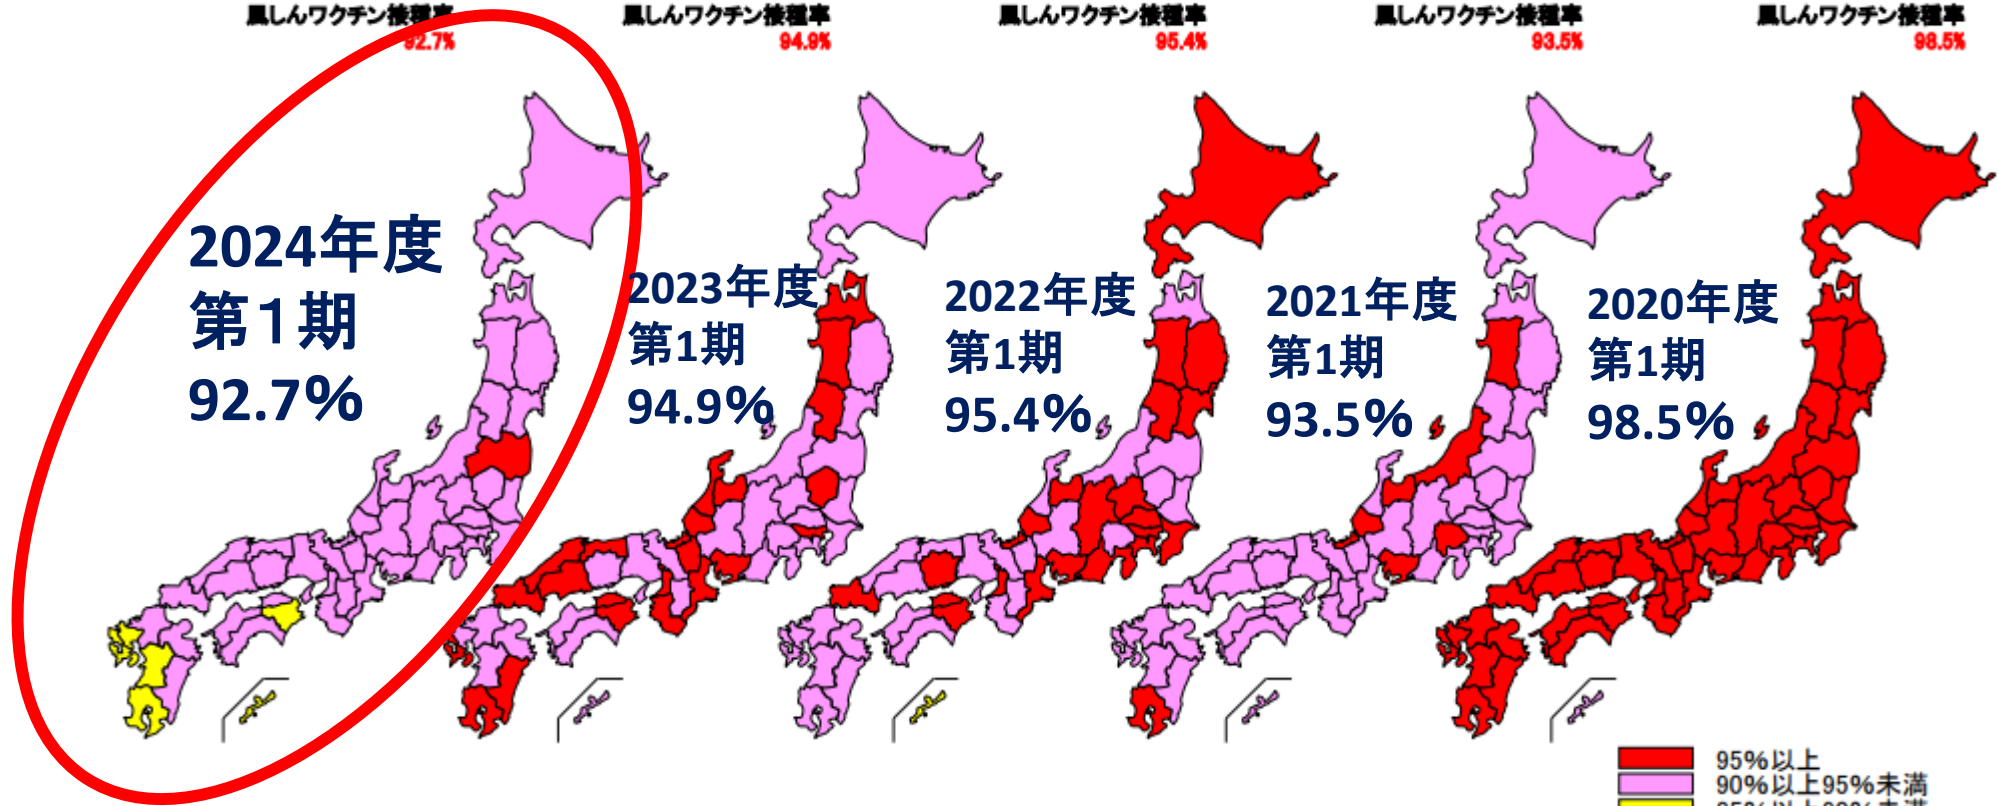 風しんワクチン接種率
92.7%
風しんワクチン接種率
94.9%
風しんワクチン接種率
95.4%
風しんワクチン接種率
93.5%
風しんワクチン接種率
98.5%
2024年度
第１期
92.7%
2023年度
第1期
94.9%
2022年度
第1期
95.4%
2021年度
第1期
93.5%
2020年度
第1期
98.5%
95%以上
90%以上95%未満